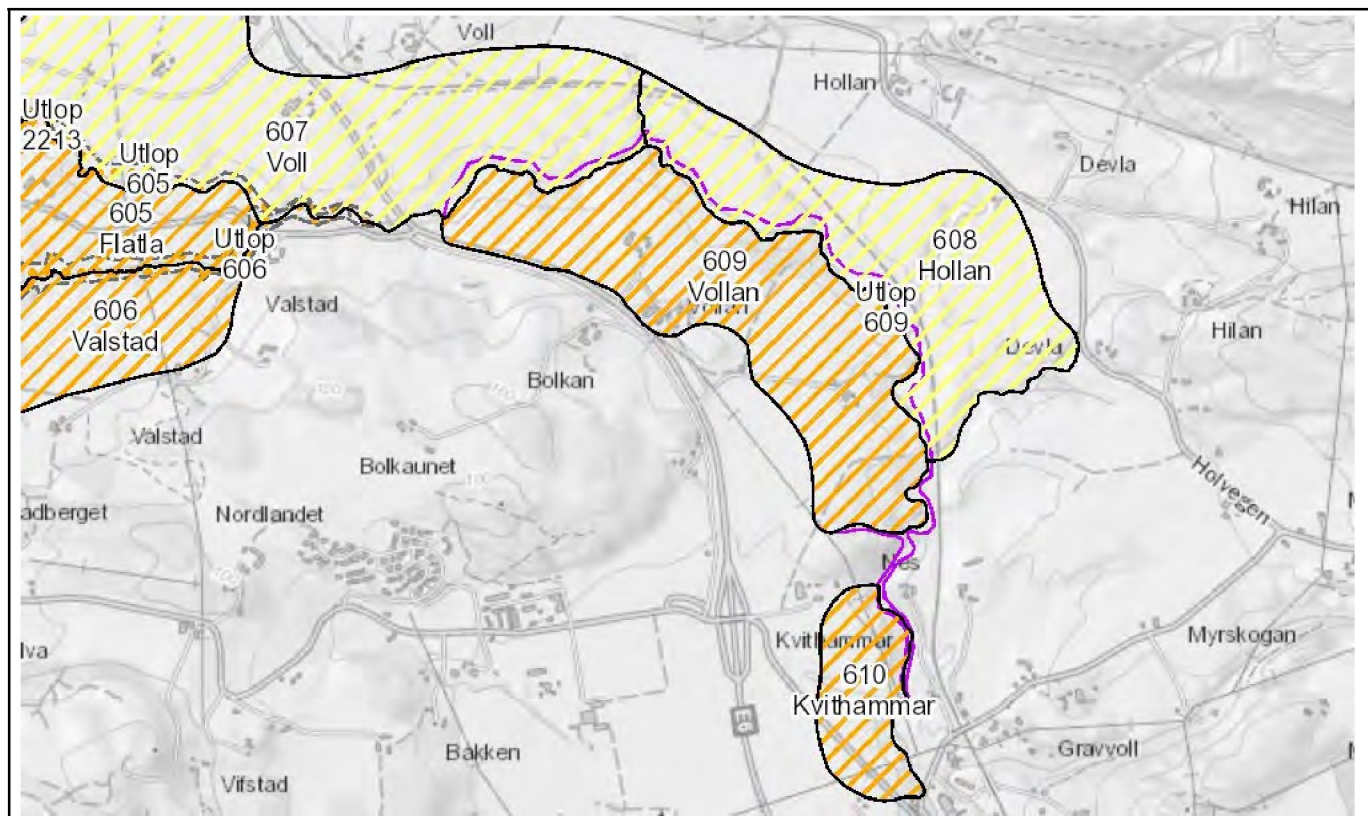 Voll
Hollan
Utlop
2213
607
Voll
Utlop
605
Devla
605
Flatla
Hilan
608
Hollan
Utlop
606
609
Vollan
Utlop
609
Valstad
606
Valstad
Hilan
Devla
Bolkan
100
Valstad
Bolkaunet
Holvegen
adberget
Nordlandet
Nes
lva
Kvithammar
Myrskogan
610
Kvithammar
E6
Bakken
Gravvoll
Vifstad